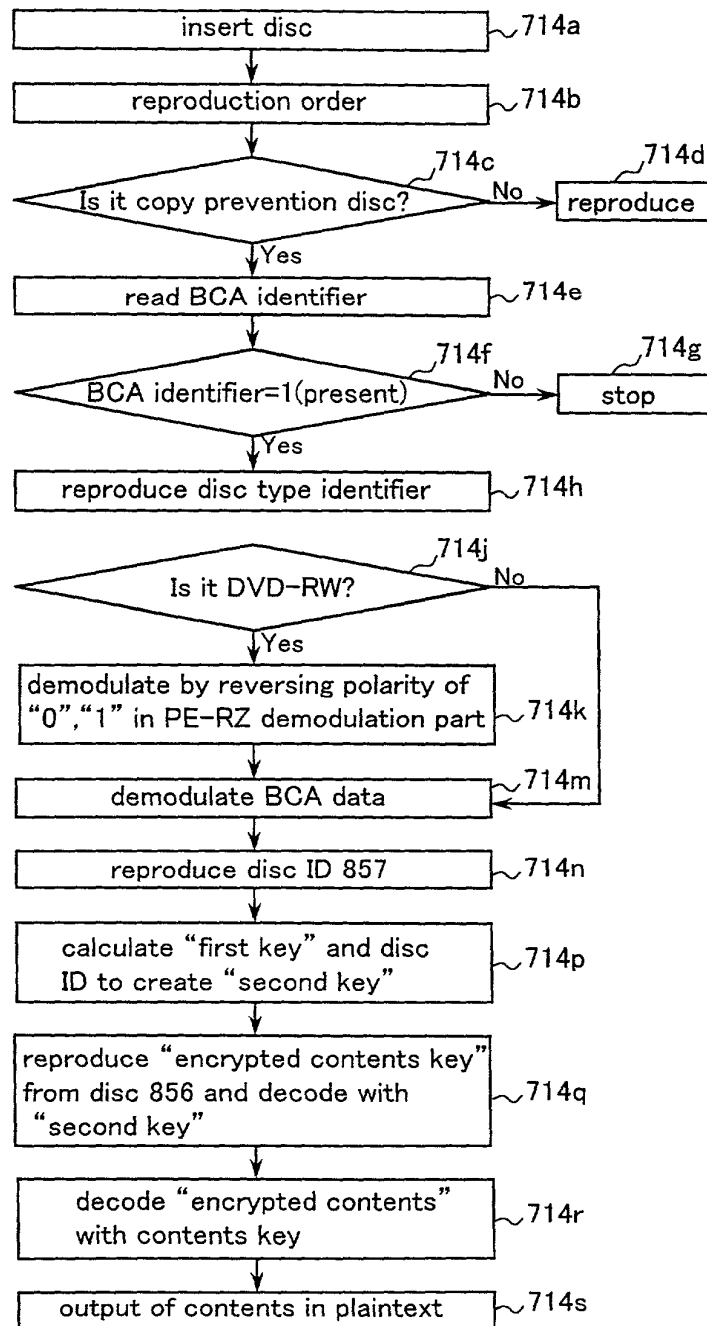 insert disc
714a
reproduction order
714b
714c
Is it copy prevention disc?
No
714d
reproduce
Yes
read BCA identifier
714e
714f
BCA identifier=1(present)
No
714g
stop
Yes
reproduce disc type identifier
714h
714j
Is it DVD-RW?
No
Yes
demodulate by reversing polarity of
“0”,“1” in PE-RZ demodulation part
714k
demodulate BCA data
714m
reproduce disc ID 857
714n
calculate “first key” and disc
ID to create “second key”
714p
reproduce “encrypted contents key”
from disc 856 and decode with
“second key”
714q
decode “encrypted contents”
with contents key
714r
output of contents in plaintext
714s